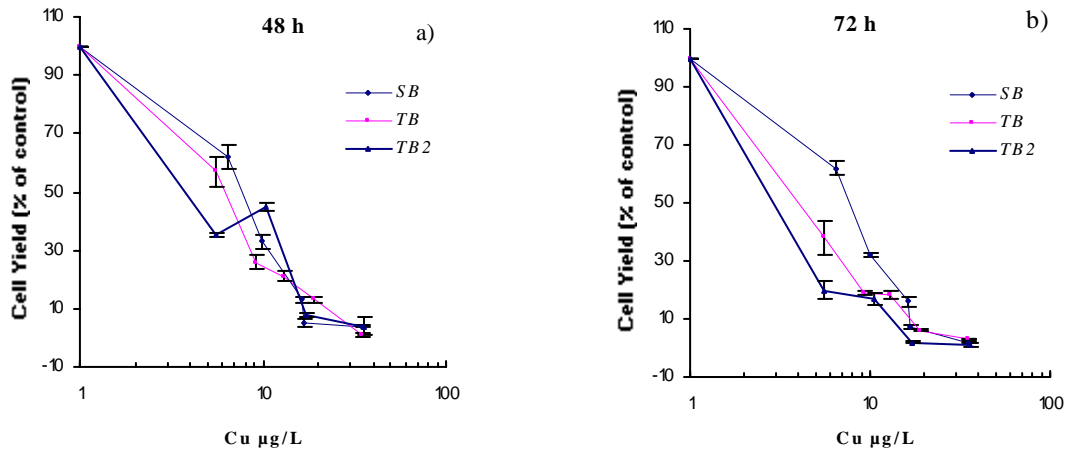 48 h
a)
110
90
70
50
30
10
-10
Cell Yield (% of control)
SB
TB
TB2
1
10
100
Cu µg/L
72 h
b)
110
90
70
50
30
10
-10
Cell Yield (% of control)
SB
TB
TB2
1
10
100
Cu µg/L